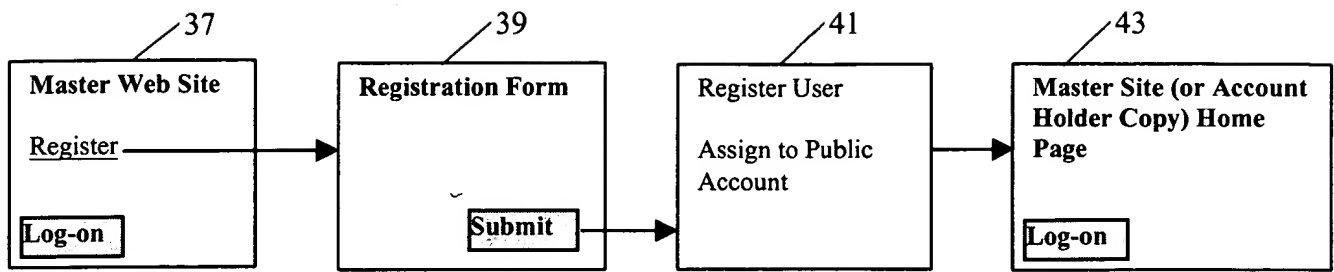 37
39
41
43
Master Web Site
Register
Log-on
Registration Form
Submit
Register User
Assign to Public
Account
Master Site (or Account
Holder Copy) Home
Page
Log-on